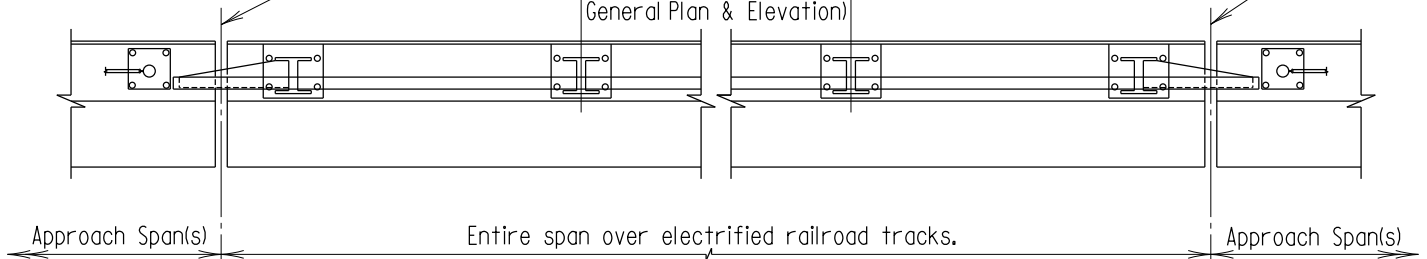 General Plan & Elevation)
Approach Span(s)
Entire span over electrified railroad tracks.
Approach Span(s)